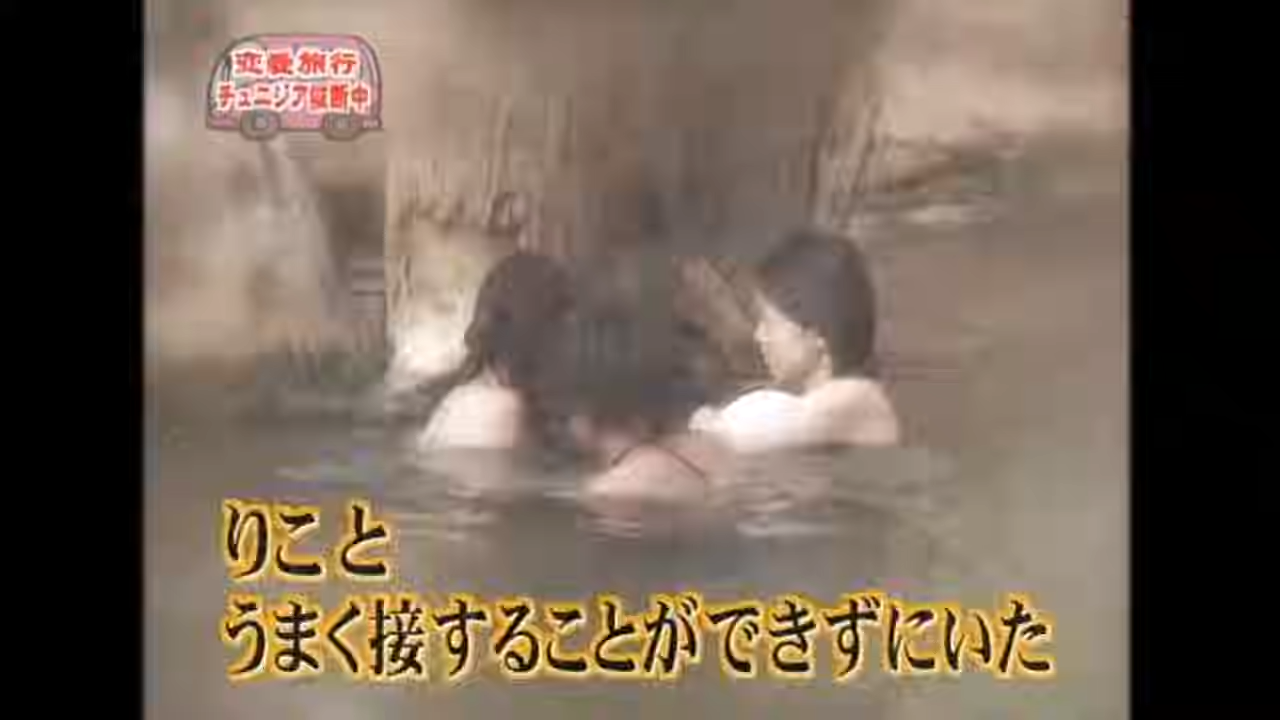 恋愛旅行
チュニジア縦断中
りこと
うまく接することができずにいた